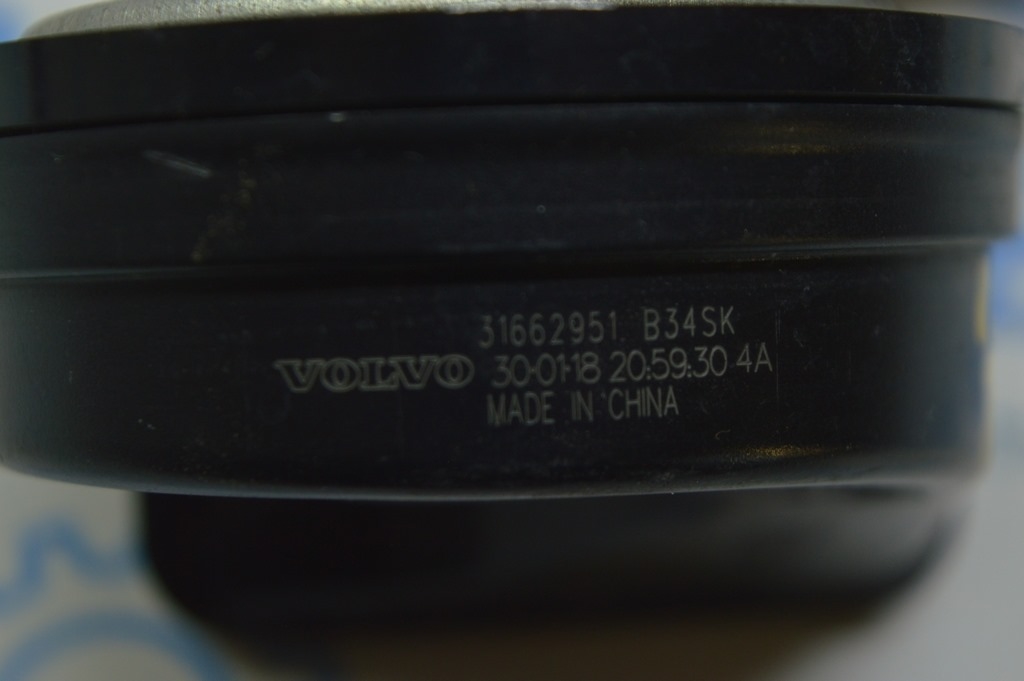 31662951 B34SK
VOLVO 30-01-18 20:59:30 4A
MADE IN CHINA